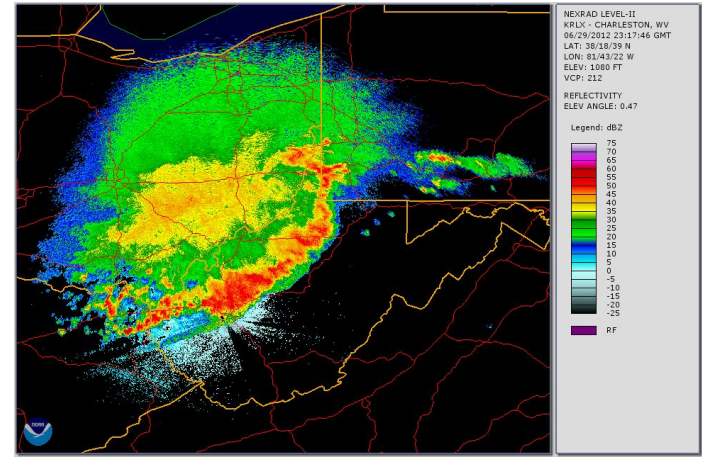 NEXRAD LEVEL-II
KRLX - CHARLESTON, WV
06/29/2012 23:17:46 GMT
LAT: 38/18/39 N
LON: 81/43/22 W
ELEV: 1080 FT
VCP: 212
REFLECTIVITY
ELEV ANGLE: 0.47
Legend: dBZ
75
70
65
60
55
50
45
40
35
30
25
20
15
10
5
0
-5
-10
-15
-20
-25
RF
NOAA